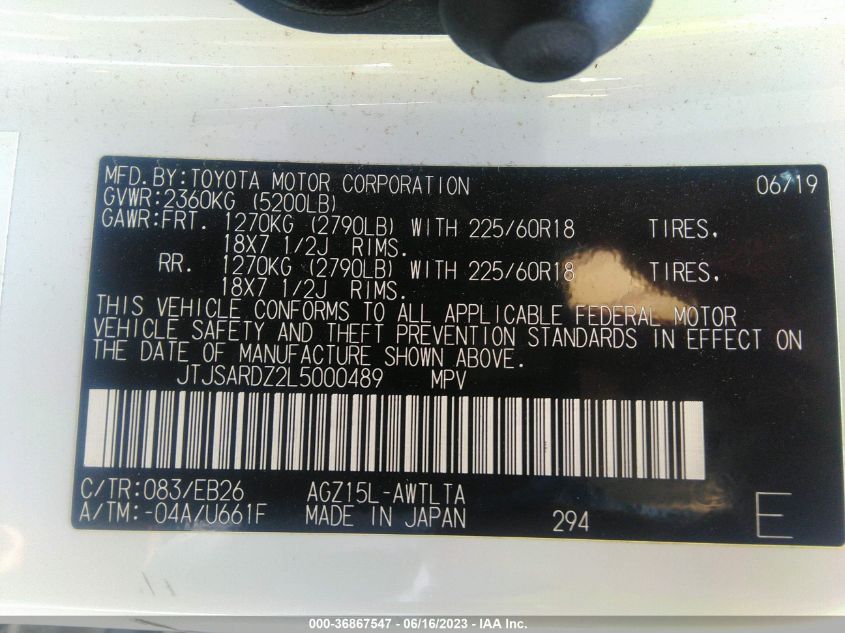 MFD.BY:TOYOTA MOTOR CORPORATION 06/19
GVWR:2360KG (5200LB)
GAWR:FRT. 1270KG (2790LB) WITH 225/60R18 TIRES,
18X7 1/2J RIMS.
RR. 1270KG (2790LB) WITH 225/60R18 TIRES,
18X7 1/2J RIMS.
THIS VEHICLE CONFORMS TO ALL APPLICABLE FEDERAL MOTOR
VEHICLE SAFETY AND THEFT PREVENTION STANDARDS IN EFFECT ON
THE DATE OF MANUFACTURE SHOWN ABOVE.
JTJSARDZ2L5000489 MPV
C/TR:083/EB26 AGZ15L-AWTLTA
A/TM:-04A/U661F MADE IN JAPAN 294 E
000-36867547 - 06/16/2023 - IAA Inc.